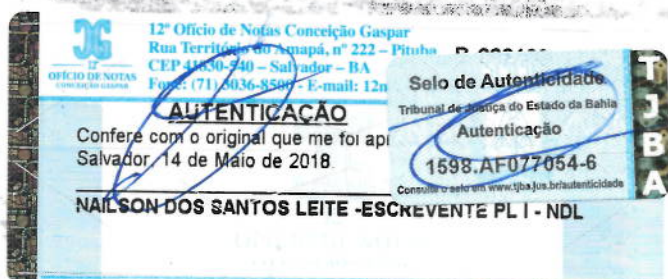 12º Ofício de Notas Conceição Gaspar
Rua Território do Amapá, nº 222 – Pituba
CEP 41830-540 – Salvador – BA
Fone: (71) 3036-8500 - E-mail: 12n
12º
OFÍCIO DE NOTAS
CONCEIÇÃO GASPAR
AUTENTICAÇÃO
Confere com o original que me foi apr
Salvador, 14 de Maio de 2018.
NAILSON DOS SANTOS LEITE -ESCREVENTE PL I - NDL
Selo de Autenticidade
Tribunal de Justiça do Estado da Bahia
Autenticação
1598.AF077054-6
Consulte o selo em www.tjba.jus.br/autenticidade
TJBA